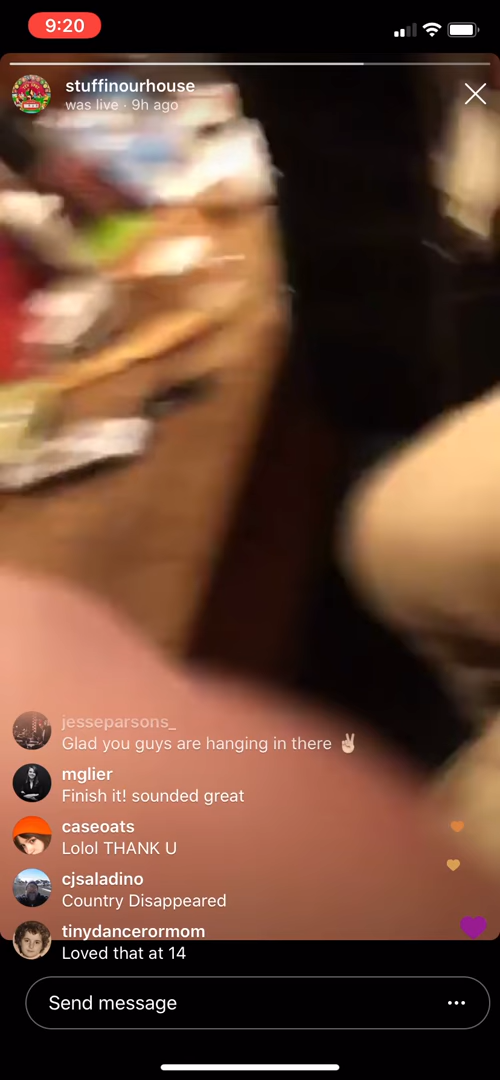 9:20
stuffinourhouse
was live · 9h ago
jesseparsons_
Glad you guys are hanging in there ✌🏻
mglier
Finish it! sounded great
caseoats
Lolol THANK U
cjsaladino
Country Disappeared
tinydancerormom
Loved that at 14
Send message